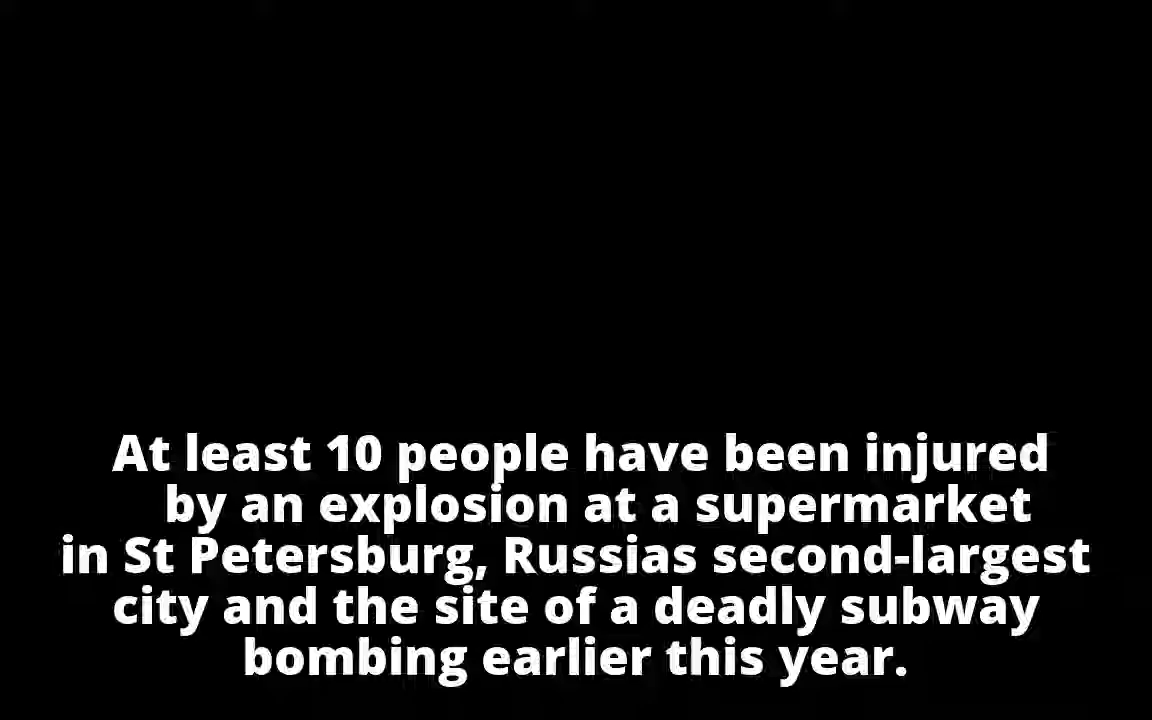 At least 10 people have been injured
by an explosion at a supermarket
in St Petersburg, Russias second-largest
city and the site of a deadly subway
bombing earlier this year.